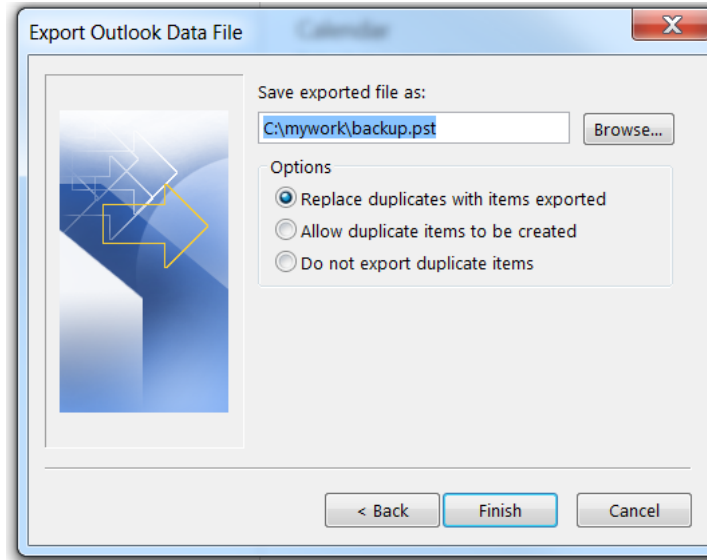 Calendar
Export Outlook Data File
Save exported file as:
C:\mywork\backup.pst
Browse...
Options
Replace duplicates with items exported
Allow duplicate items to be created
Do not export duplicate items
< Back
Finish
Cancel